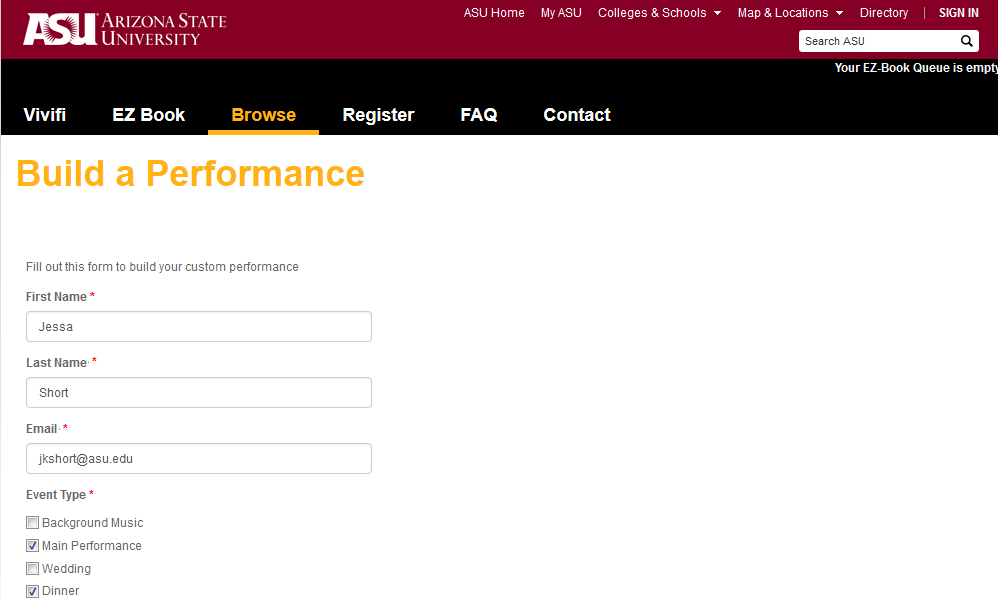 ASU ARIZONA STATE UNIVERSITY
ASU Home My ASU Colleges & Schools Map & Locations Directory | SIGN IN
Search ASU
Your EZ-Book Queue is empty
Vivifi EZ Book Browse Register FAQ Contact
Build a Performance
Fill out this form to build your custom performance
First Name *
Jessa
Last Name *
Short
Email *
jkshort@asu.edu
Event Type *
Background Music
Main Performance
Wedding
Dinner